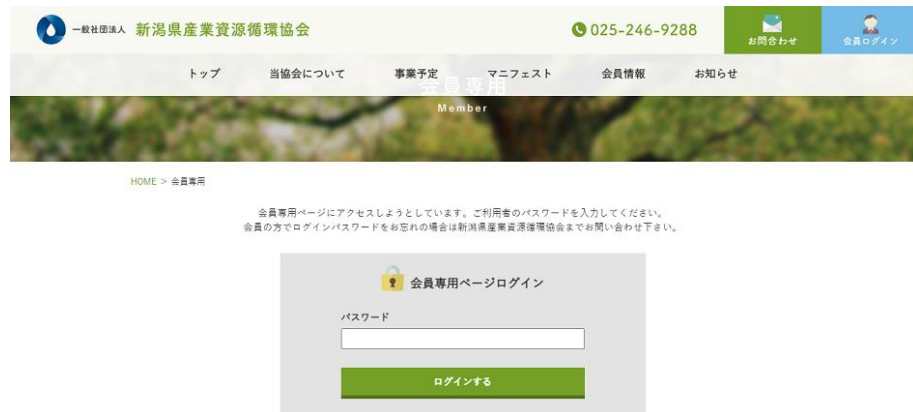 一般社団法人 新潟県産業資源循環協会
025-246-9288
お問合わせ
会員ログイン
トップ 当協会について 事業予定 マニフェスト 会員情報 お知らせ
会員専用
Member
HOME > 会員専用
会員専用ページにアクセスしようとしています。ご利用者のパスワードを入力してください。
会員の方でログインパスワードをお忘れの場合は新潟県産業資源循環協会までお問い合わせ下さい。
会員専用ページログイン
パスワード
ログインする